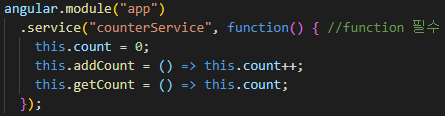 angular.module("app")
  .service("counterService", function() { //function 필수
    this.count = 0;
    this.addCount = () => this.count++;
    this.getCount = () => this.count;
  });